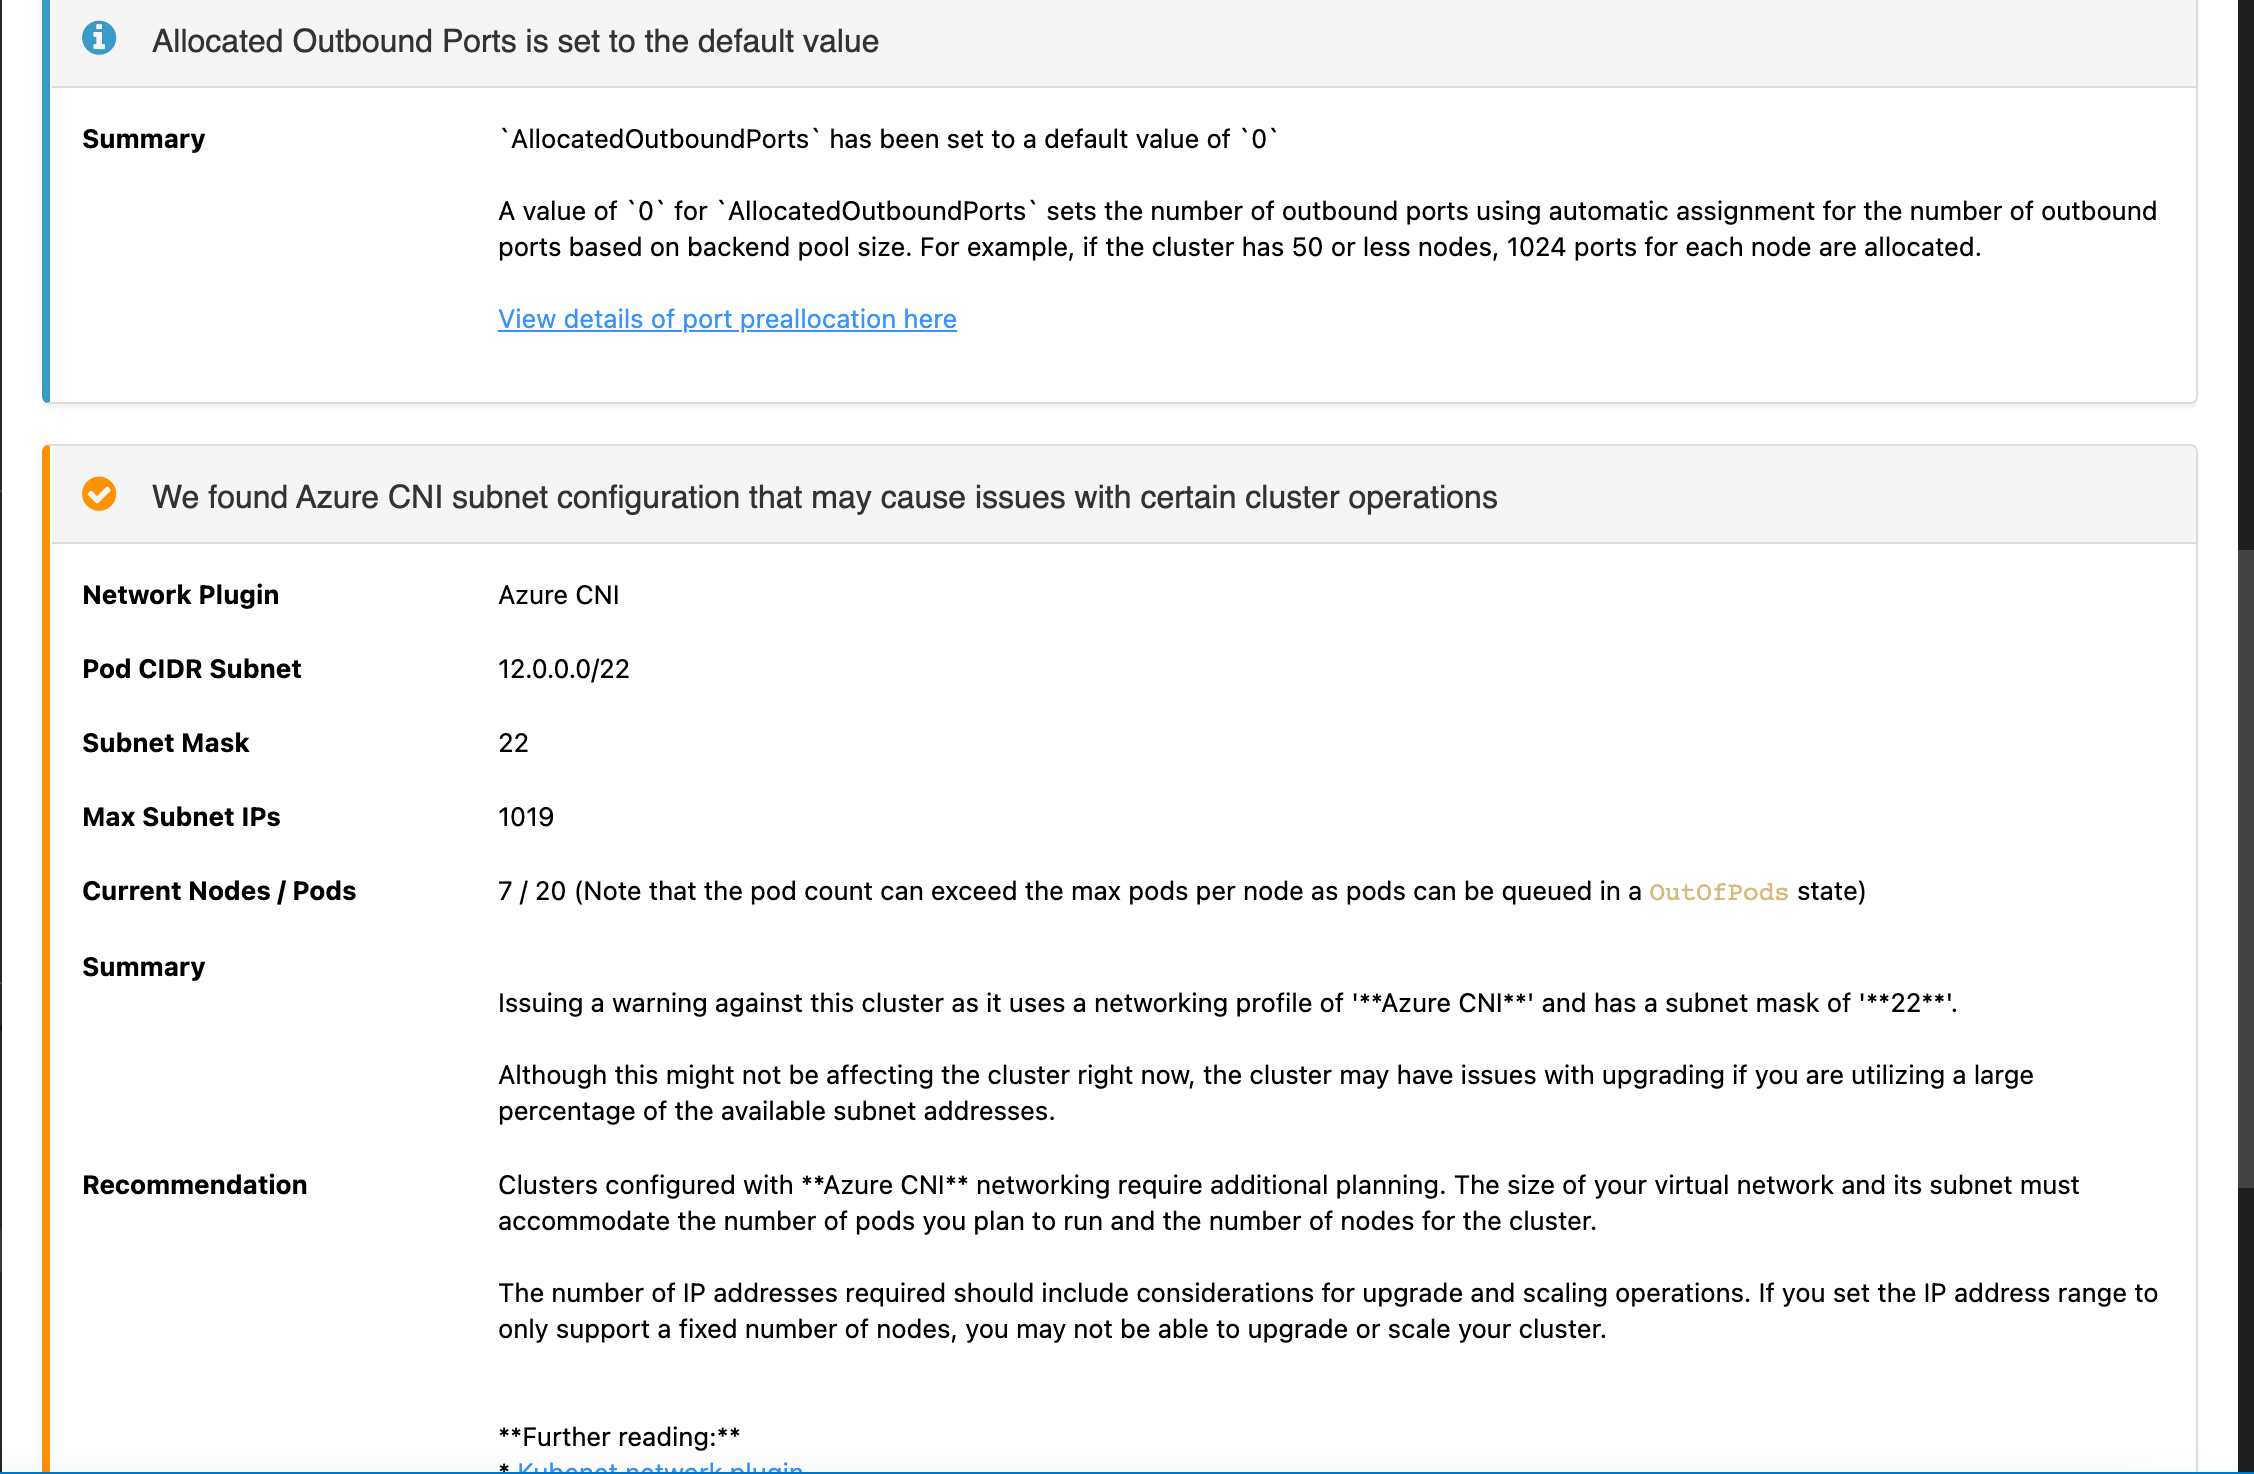 Allocated Outbound Ports is set to the default value
Summary
`AllocatedOutboundPorts` has been set to a default value of `0`
A value of `0` for `AllocatedOutboundPorts` sets the number of outbound ports using automatic assignment for the number of outbound
ports based on backend pool size. For example, if the cluster has 50 or less nodes, 1024 ports for each node are allocated.
View details of port preallocation here
We found Azure CNI subnet configuration that may cause issues with certain cluster operations
Network Plugin
Azure CNI
Pod CIDR Subnet
12.0.0.0/22
Subnet Mask
22
Max Subnet IPs
1019
Current Nodes / Pods
7 / 20 (Note that the pod count can exceed the max pods per node as pods can be queued in a OutOfPods state)
Summary
Issuing a warning against this cluster as it uses a networking profile of '**Azure CNI**' and has a subnet mask of '**22**'.
Although this might not be affecting the cluster right now, the cluster may have issues with upgrading if you are utilizing a large
percentage of the available subnet addresses.
Recommendation
Clusters configured with **Azure CNI** networking require additional planning. The size of your virtual network and its subnet must
accommodate the number of pods you plan to run and the number of nodes for the cluster.
The number of IP addresses required should include considerations for upgrade and scaling operations. If you set the IP address range to
only support a fixed number of nodes, you may not be able to upgrade or scale your cluster.
**Further reading:**
* Kubenet network plugin